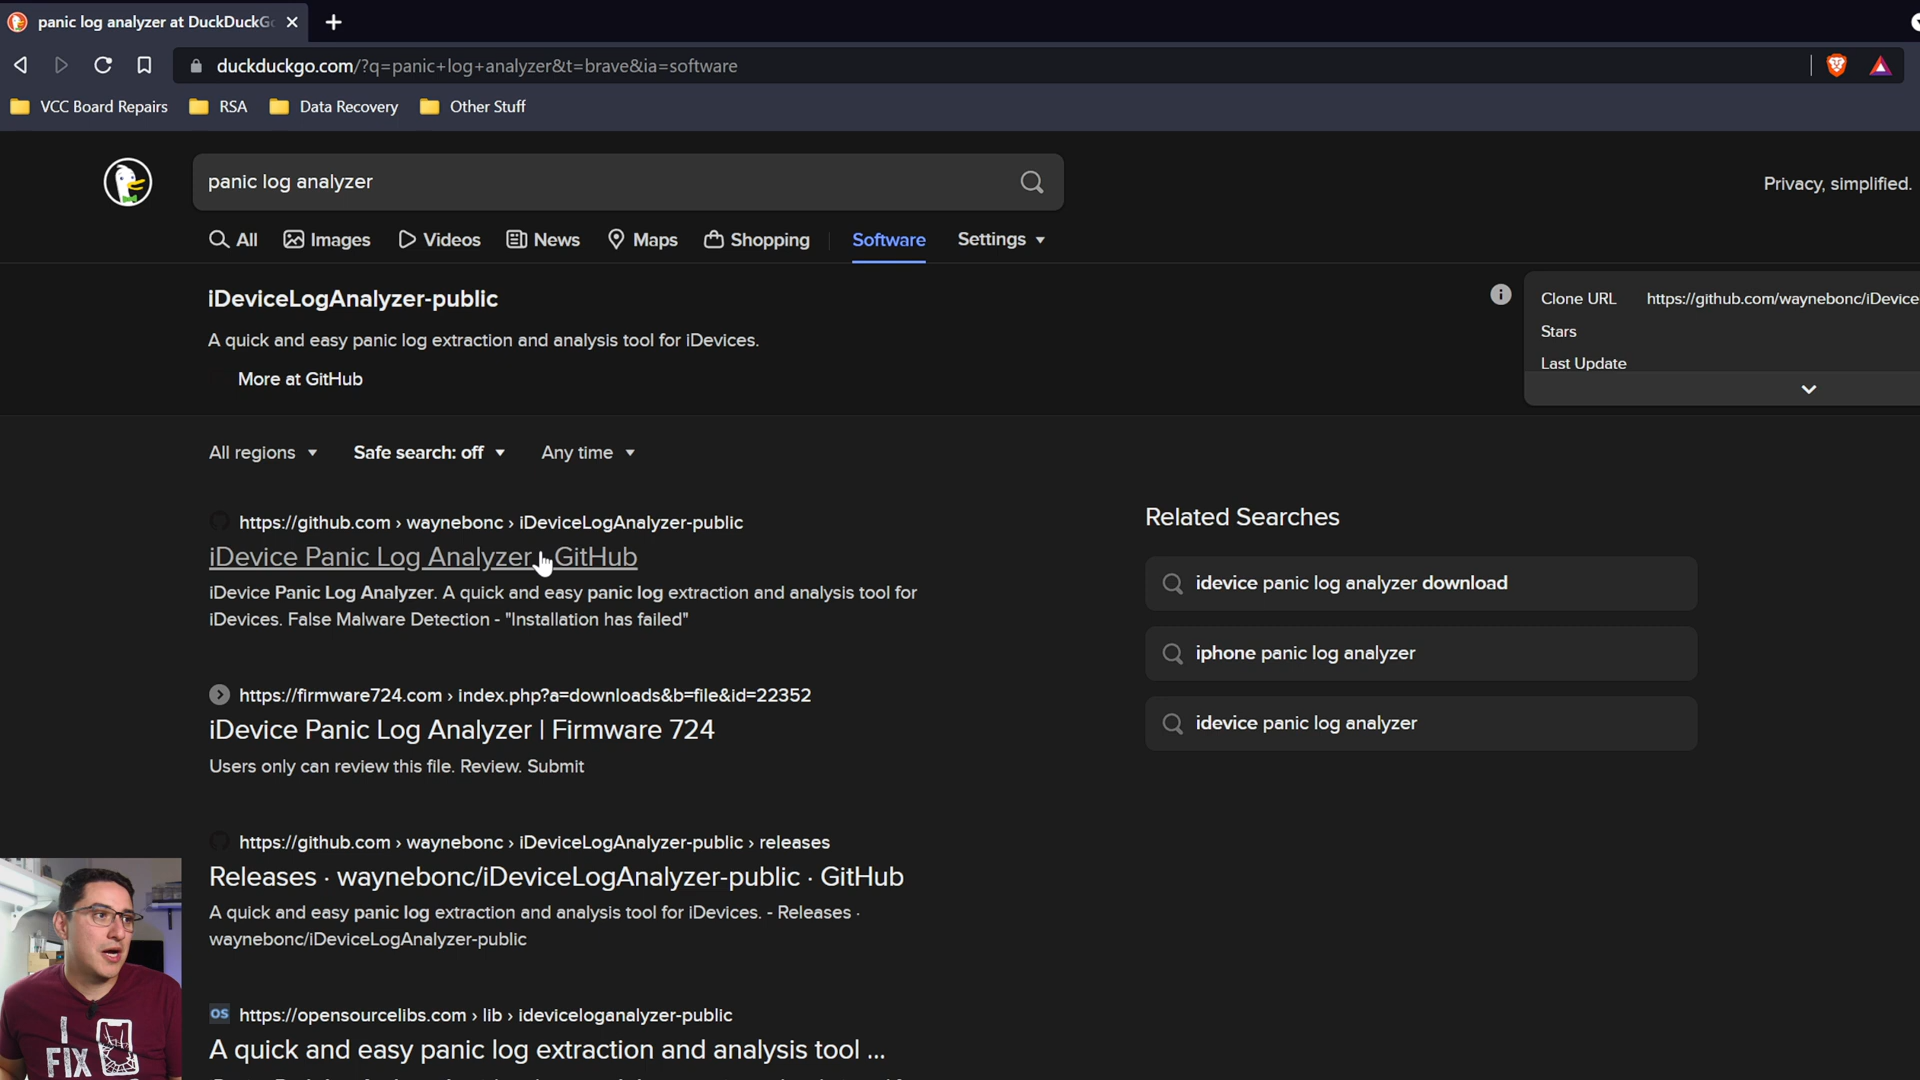 panic log analyzer at DuckDuckGo
duckduckgo.com/?q=panic+log+analyzer&t=brave&ia=software
VCC Board Repairs RSA Data Recovery Other Stuff
panic log analyzer
Privacy, simplified.
All Images Videos News Maps Shopping Software Settings
iDeviceLogAnalyzer-public
A quick and easy panic log extraction and analysis tool for iDevices.
More at GitHub
Clone URL https://github.com/waynebonc/iDevice
Stars
Last Update
All regions Safe search: off Any time
https://github.com › waynebonc › iDeviceLogAnalyzer-public
iDevice Panic Log Analyzer GitHub
iDevice Panic Log Analyzer. A quick and easy panic log extraction and analysis tool for
iDevices. False Malware Detection - "Installation has failed"
https://firmware724.com › index.php?a=downloads&b=file&id=22352
iDevice Panic Log Analyzer | Firmware 724
Users only can review this file. Review. Submit
https://github.com › waynebonc › iDeviceLogAnalyzer-public › releases
Releases · waynebonc/iDeviceLogAnalyzer-public · GitHub
A quick and easy panic log extraction and analysis tool for iDevices. - Releases ·
waynebonc/iDeviceLogAnalyzer-public
OS https://opensourcelibs.com › lib › ideviceloganalyzer-public
A quick and easy panic log extraction and analysis tool ...
Related Searches
idevice panic log analyzer download
iphone panic log analyzer
idevice panic log analyzer
I
FIX